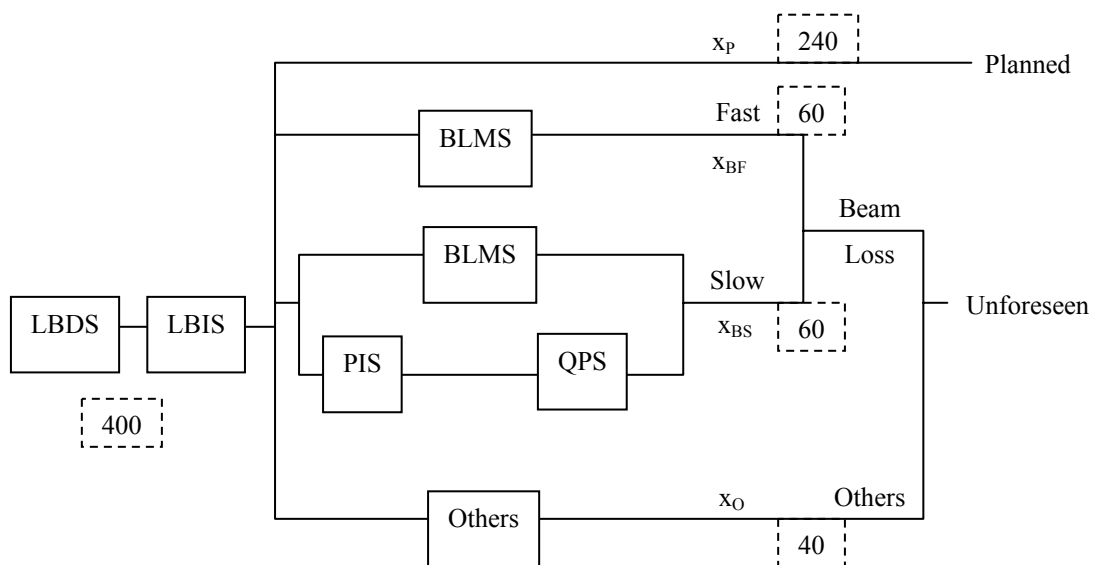 x_P
240
Planned
Fast
60
BLMS
x_BF
Beam
Loss
BLMS
Slow
x_BS
60
Unforeseen
LBDS
LBIS
PIS
QPS
400
Others
x_O
Others
40